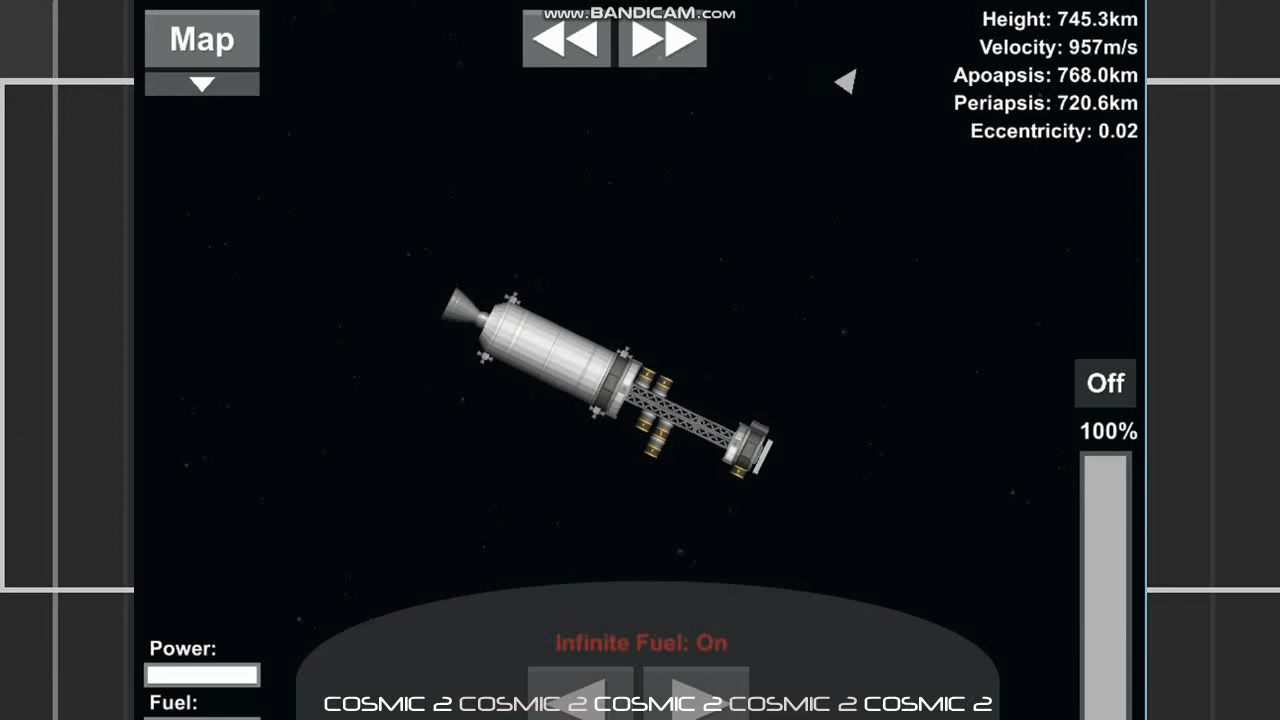 www.BANDICAM.com
Map
Height: 745.3km
Velocity: 957m/s
Apoapsis: 768.0km
Periapsis: 720.6km
Eccentricity: 0.02
Off
100%
Infinite Fuel: On
Power:
Fuel:
COSMIC 2 COSMIC 2 COSMIC 2 COSMIC 2 COSMIC 2